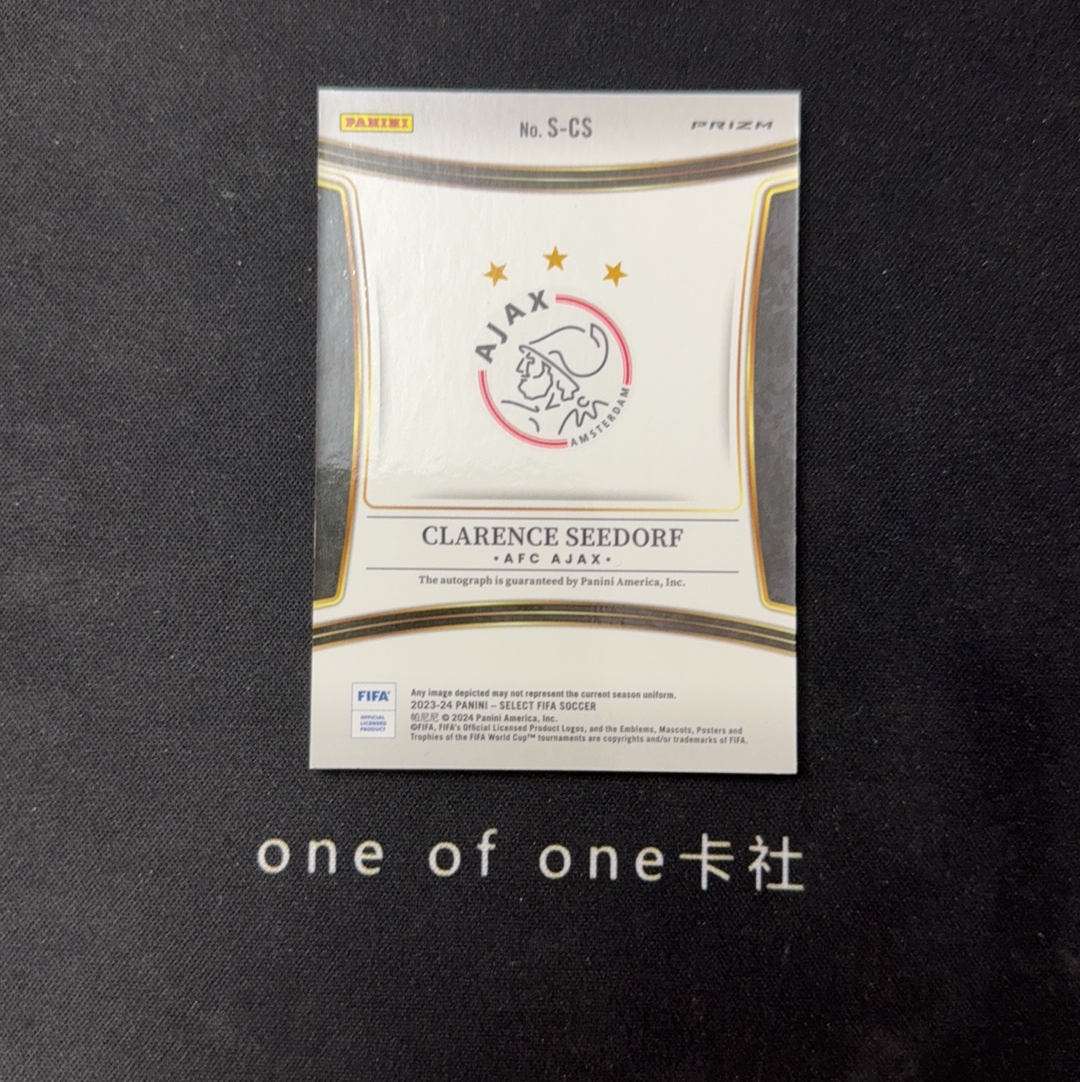 PANINI
No. S-CS
PRIZM
AJAX
AMSTERDAM
CLARENCE SEEDORF
• AFC AJAX •
The autograph is guaranteed by Panini America, Inc.
FIFA®
OFFICIAL
LICENSED
PRODUCT
Any image depicted may not represent the current season uniform.
2023-24 PANINI – SELECT FIFA SOCCER
帕尼尼 © 2024 Panini America, Inc.
©FIFA, FIFA's Official Licensed Product Logos, and the Emblems, Mascots, Posters and
Trophies of the FIFA World Cup™ tournaments are copyrights and/or trademarks of FIFA.
one of one卡社